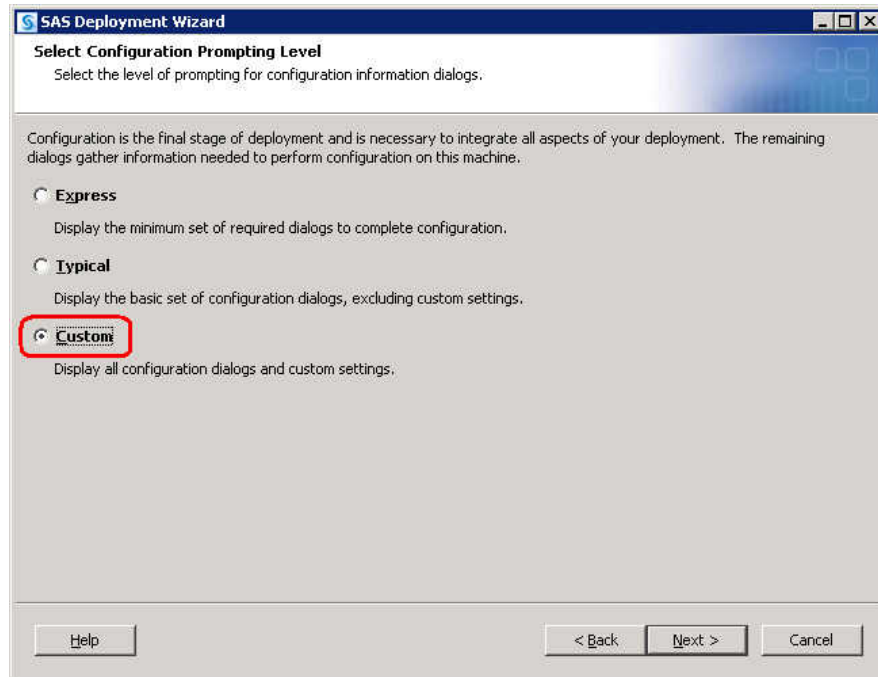 SAS Deployment Wizard
Select Configuration Prompting Level
Select the level of prompting for configuration information dialogs.
Configuration is the final stage of deployment and is necessary to integrate all aspects of your deployment. The remaining
dialogs gather information needed to perform configuration on this machine.
Express
Display the minimum set of required dialogs to complete configuration.
Typical
Display the basic set of configuration dialogs, excluding custom settings.
Custom
Display all configuration dialogs and custom settings.
Help
< Back
Next >
Cancel